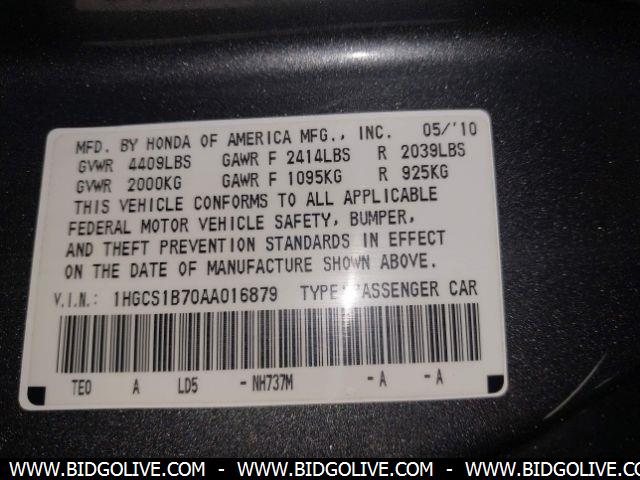 MFD. BY HONDA OF AMERICA MFG., INC. 05/'10
GVWR 4409LBS GAWR F 2414LBS R 2039LBS
GVWR 2000KG GAWR F 1095KG R 925KG
THIS VEHICLE CONFORMS TO ALL APPLICABLE
FEDERAL MOTOR VEHICLE SAFETY, BUMPER,
AND THEFT PREVENTION STANDARDS IN EFFECT
ON THE DATE OF MANUFACTURE SHOWN ABOVE.
V.I.N.: 1HGCS1B70AA016879 TYPE:PASSENGER CAR
TE0 A LD5 -NH737M -A -A
WWW.BIDGOLIVE.COM - WWW.BIDGOLIVE.COM - WWW.BIDGOLIVE.COM